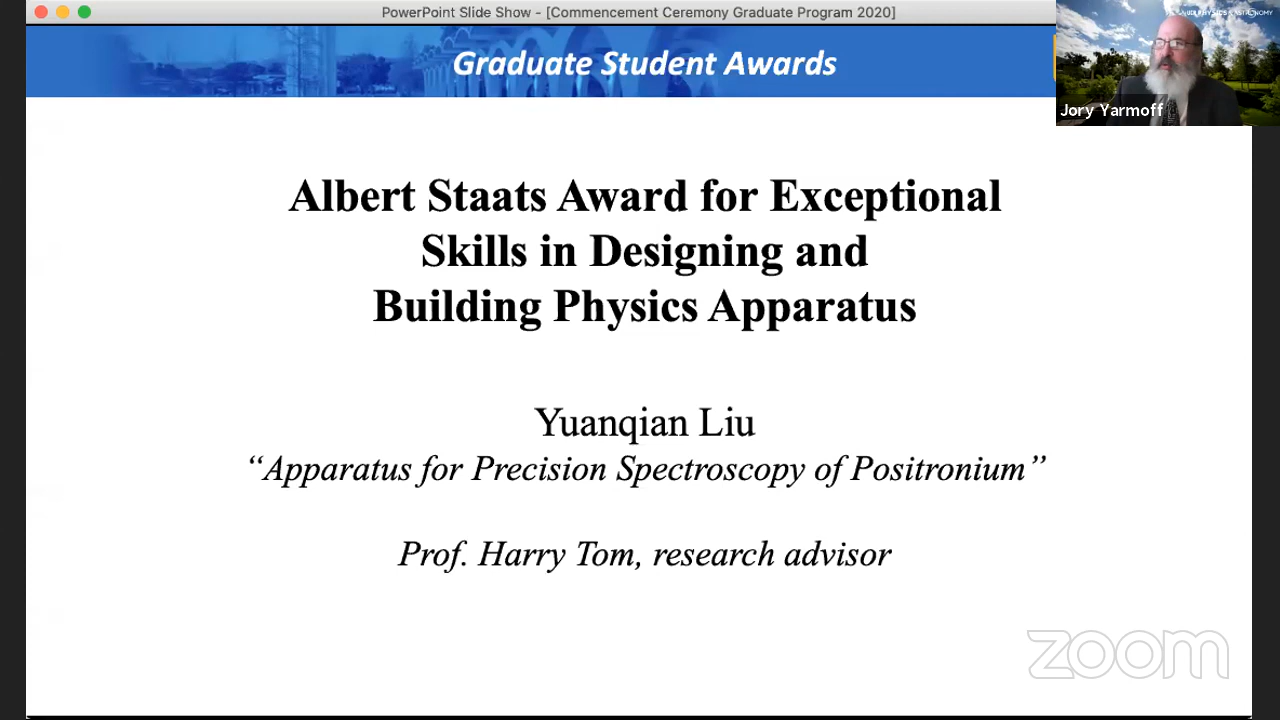 PowerPoint Slide Show - [Commencement Ceremony Graduate Program 2020]
Graduate Student Awards
Jory Yarmoff
Albert Staats Award for Exceptional
Skills in Designing and
Building Physics Apparatus
Yuanqian Liu
“Apparatus for Precision Spectroscopy of Positronium”
Prof. Harry Tom, research advisor
zoom